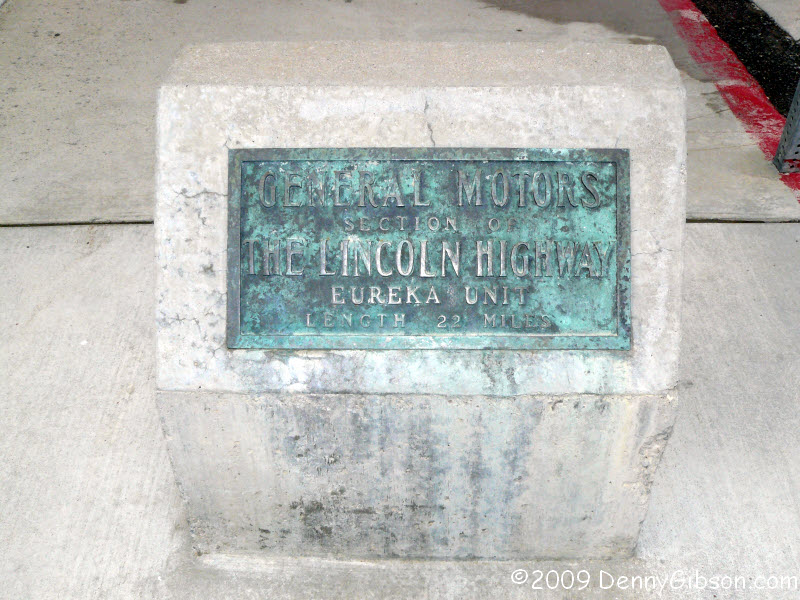 GENERAL MOTORS
SECTION OF
THE LINCOLN HIGHWAY
EUREKA UNIT
LENGTH 22 MILES
©2009 DennyGibson.com